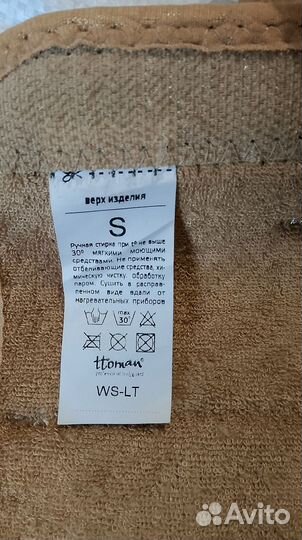 верх изделия
S
Ручная стирка при t° не выше
30° мягкими моющими
средствами. Не применять
отбеливающие средства, хи-
мическую чистку, обработку
паром. Сушить в расправ-
ленном виде вдали от
нагревательных приборов
max
30°
ttoman®
WS-LT
Avito